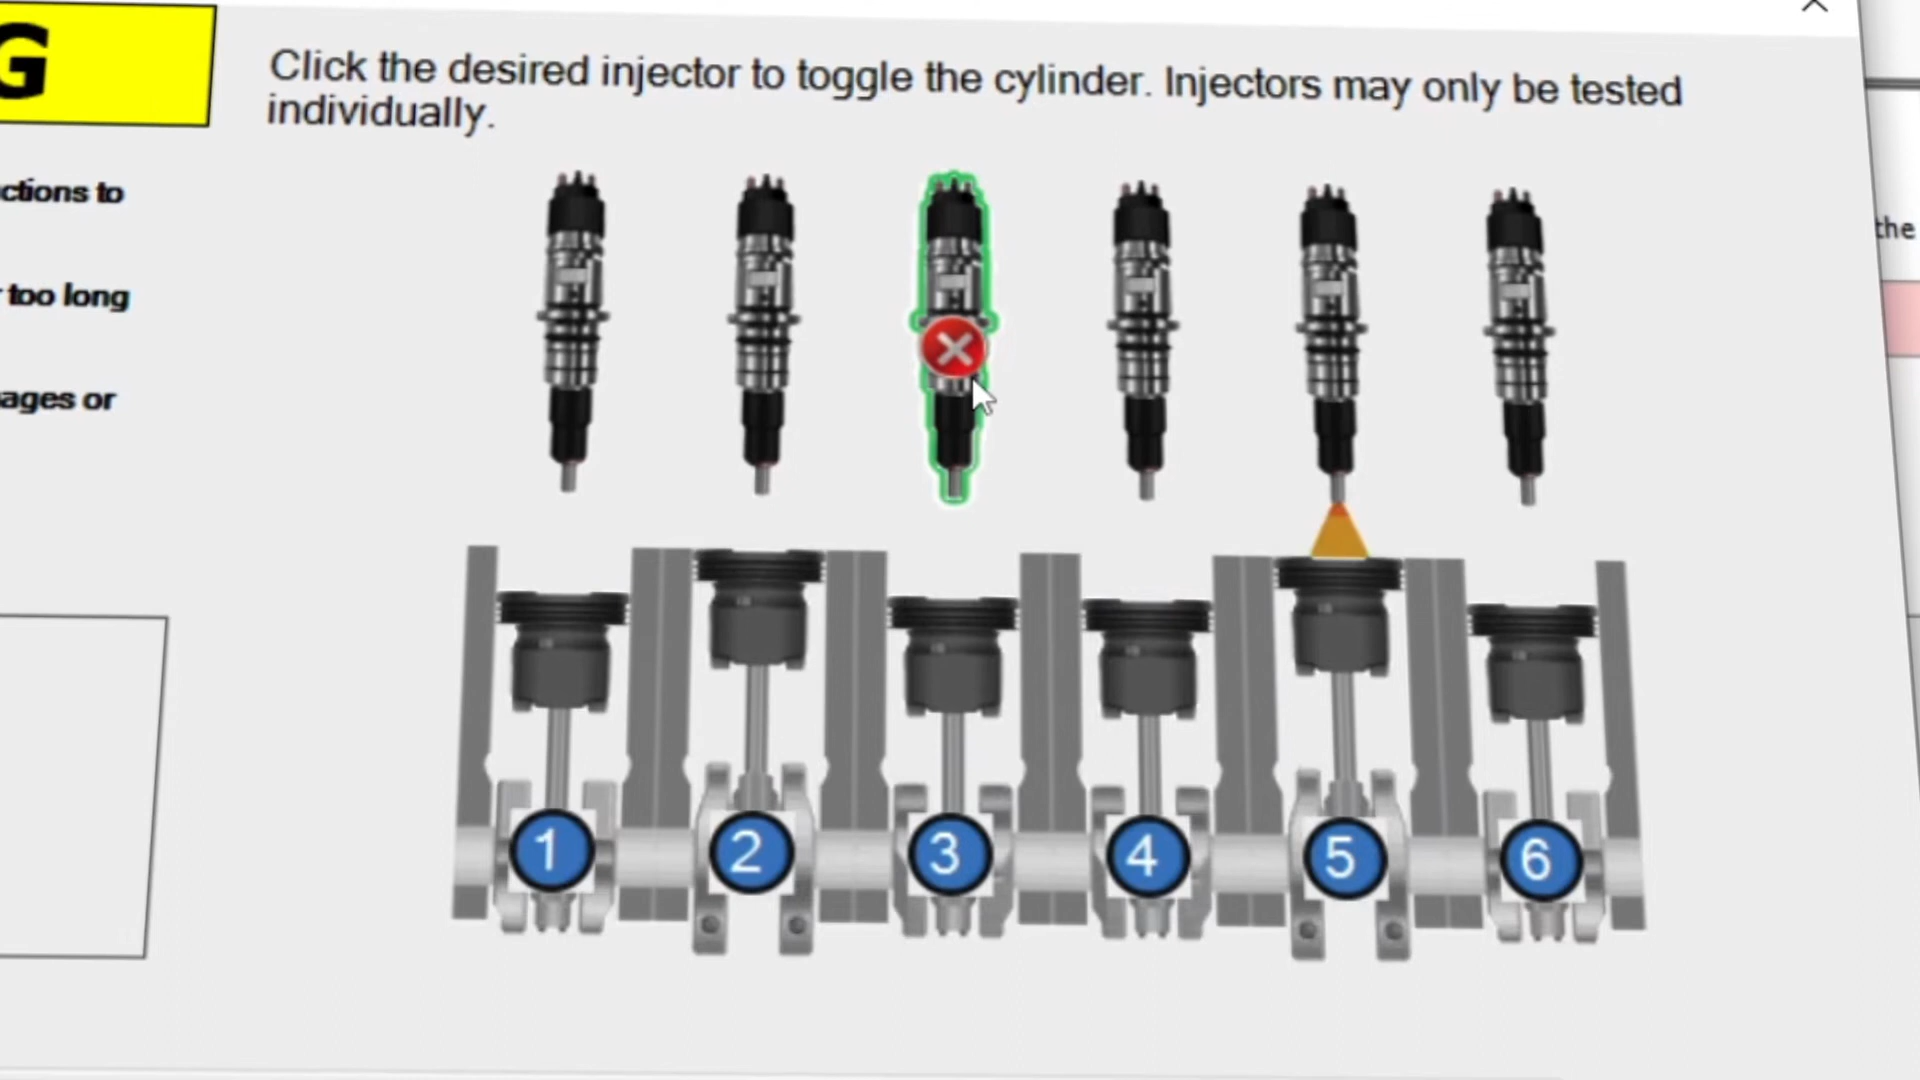 G
Click the desired injector to toggle the cylinder. Injectors may only be tested
individually.
ctions to
the
too long
ages or
1 2 3 4 5 6